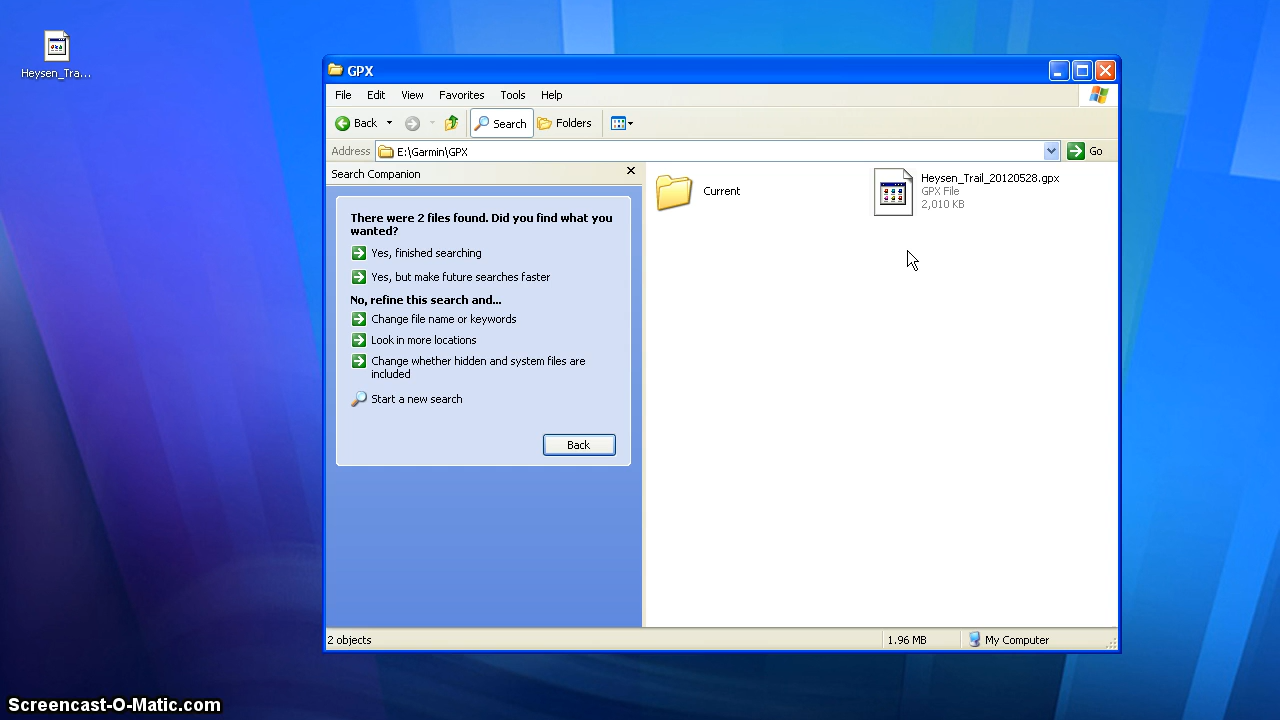 Heysen_Tra...
GPX
File Edit View Favorites Tools Help
Back Search Folders
Address E:\Garmin\GPX Go
Search Companion
There were 2 files found. Did you find what you
wanted?
Yes, finished searching
Yes, but make future searches faster
No, refine this search and...
Change file name or keywords
Look in more locations
Change whether hidden and system files are
included
Start a new search
Back
Current
Heysen_Trail_20120528.gpx
GPX File
2,010 KB
2 objects 1.96 MB My Computer
Screencast-O-Matic.com